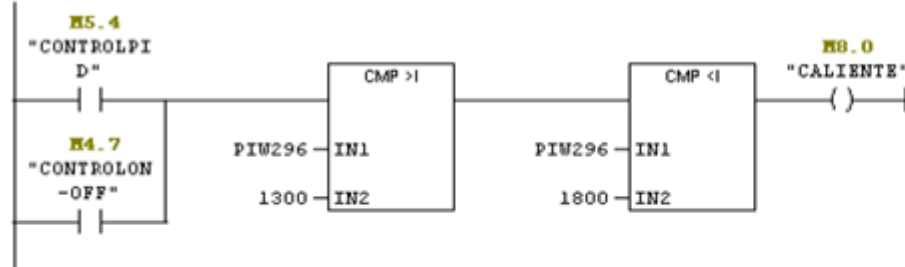 M5.4
"CONTROLPI
D"
CMP >I
CMP <I
M8.0
"CALIENTE"
M4.7
"CONTROLON
-OFF"
PIW296 IN1
1300 IN2
PIW296 IN1
1800 IN2